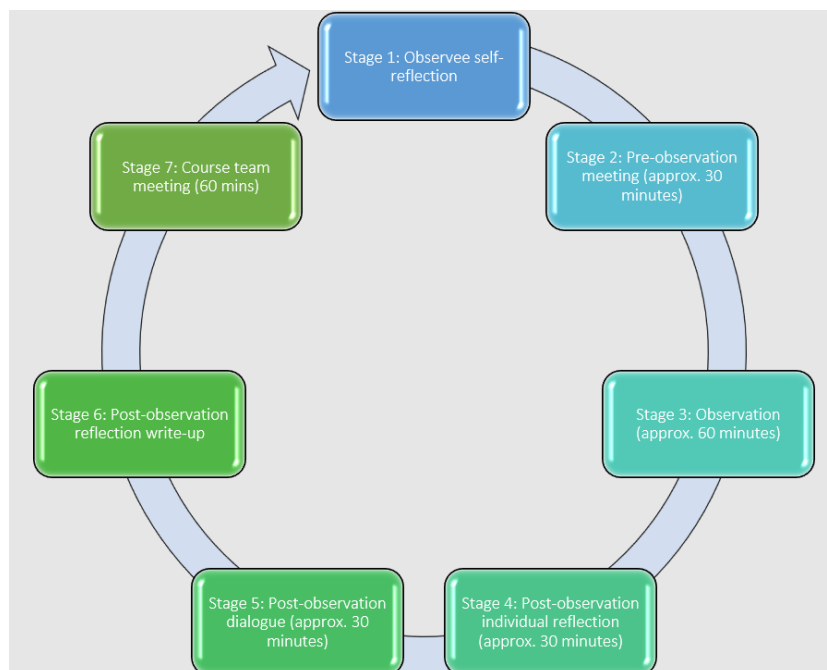 Stage 1: Observee self-
reflection
Stage 2: Pre-observation
meeting (approx. 30
minutes)
Stage 3: Observation
(approx. 60 minutes)
Stage 4: Post-observation
individual reflection
(approx. 30 minutes)
Stage 5: Post-observation
dialogue (approx. 30
minutes)
Stage 6: Post-observation
reflection write-up
Stage 7: Course team
meeting (60 mins)